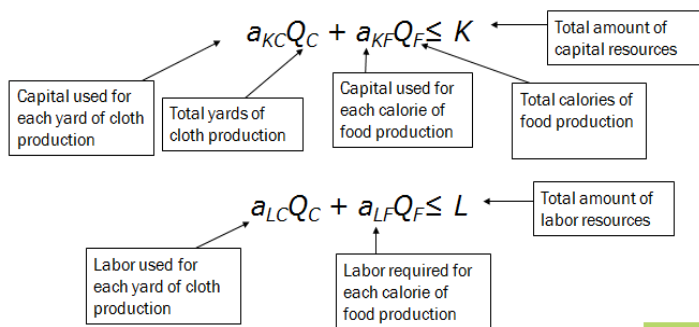 a_KC Q_C + a_KF Q_F ≤ K
Total amount of
capital resources
Capital used for
each yard of cloth
production
Total yards of
cloth production
Capital used for
each calorie of
food production
Total calories of
food production
a_LC Q_C + a_LF Q_F ≤ L
Total amount of
labor resources
Labor used for
each yard of cloth
production
Labor required for
each calorie of
food production